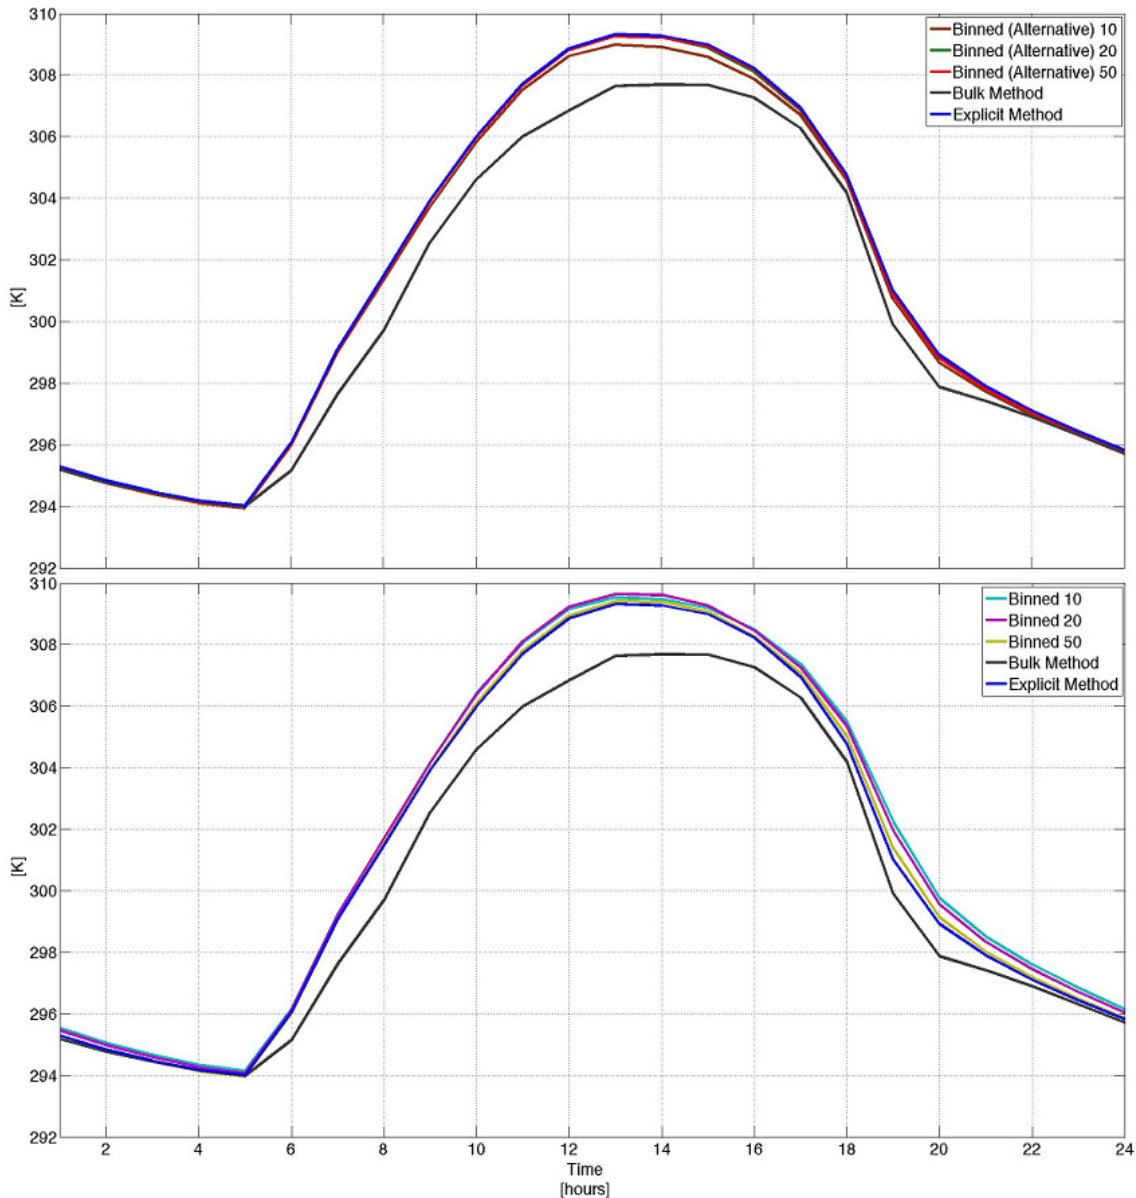 310
308
306
304
302
300
298
296
294
292
[K]
Binned (Alternative) 10
Binned (Alternative) 20
Binned (Alternative) 50
Bulk Method
Explicit Method
310
308
306
304
302
300
298
296
294
292
[K]
Binned 10
Binned 20
Binned 50
Bulk Method
Explicit Method
2 4 6 8 10 12 14 16 18 20 22 24
Time
[hours]